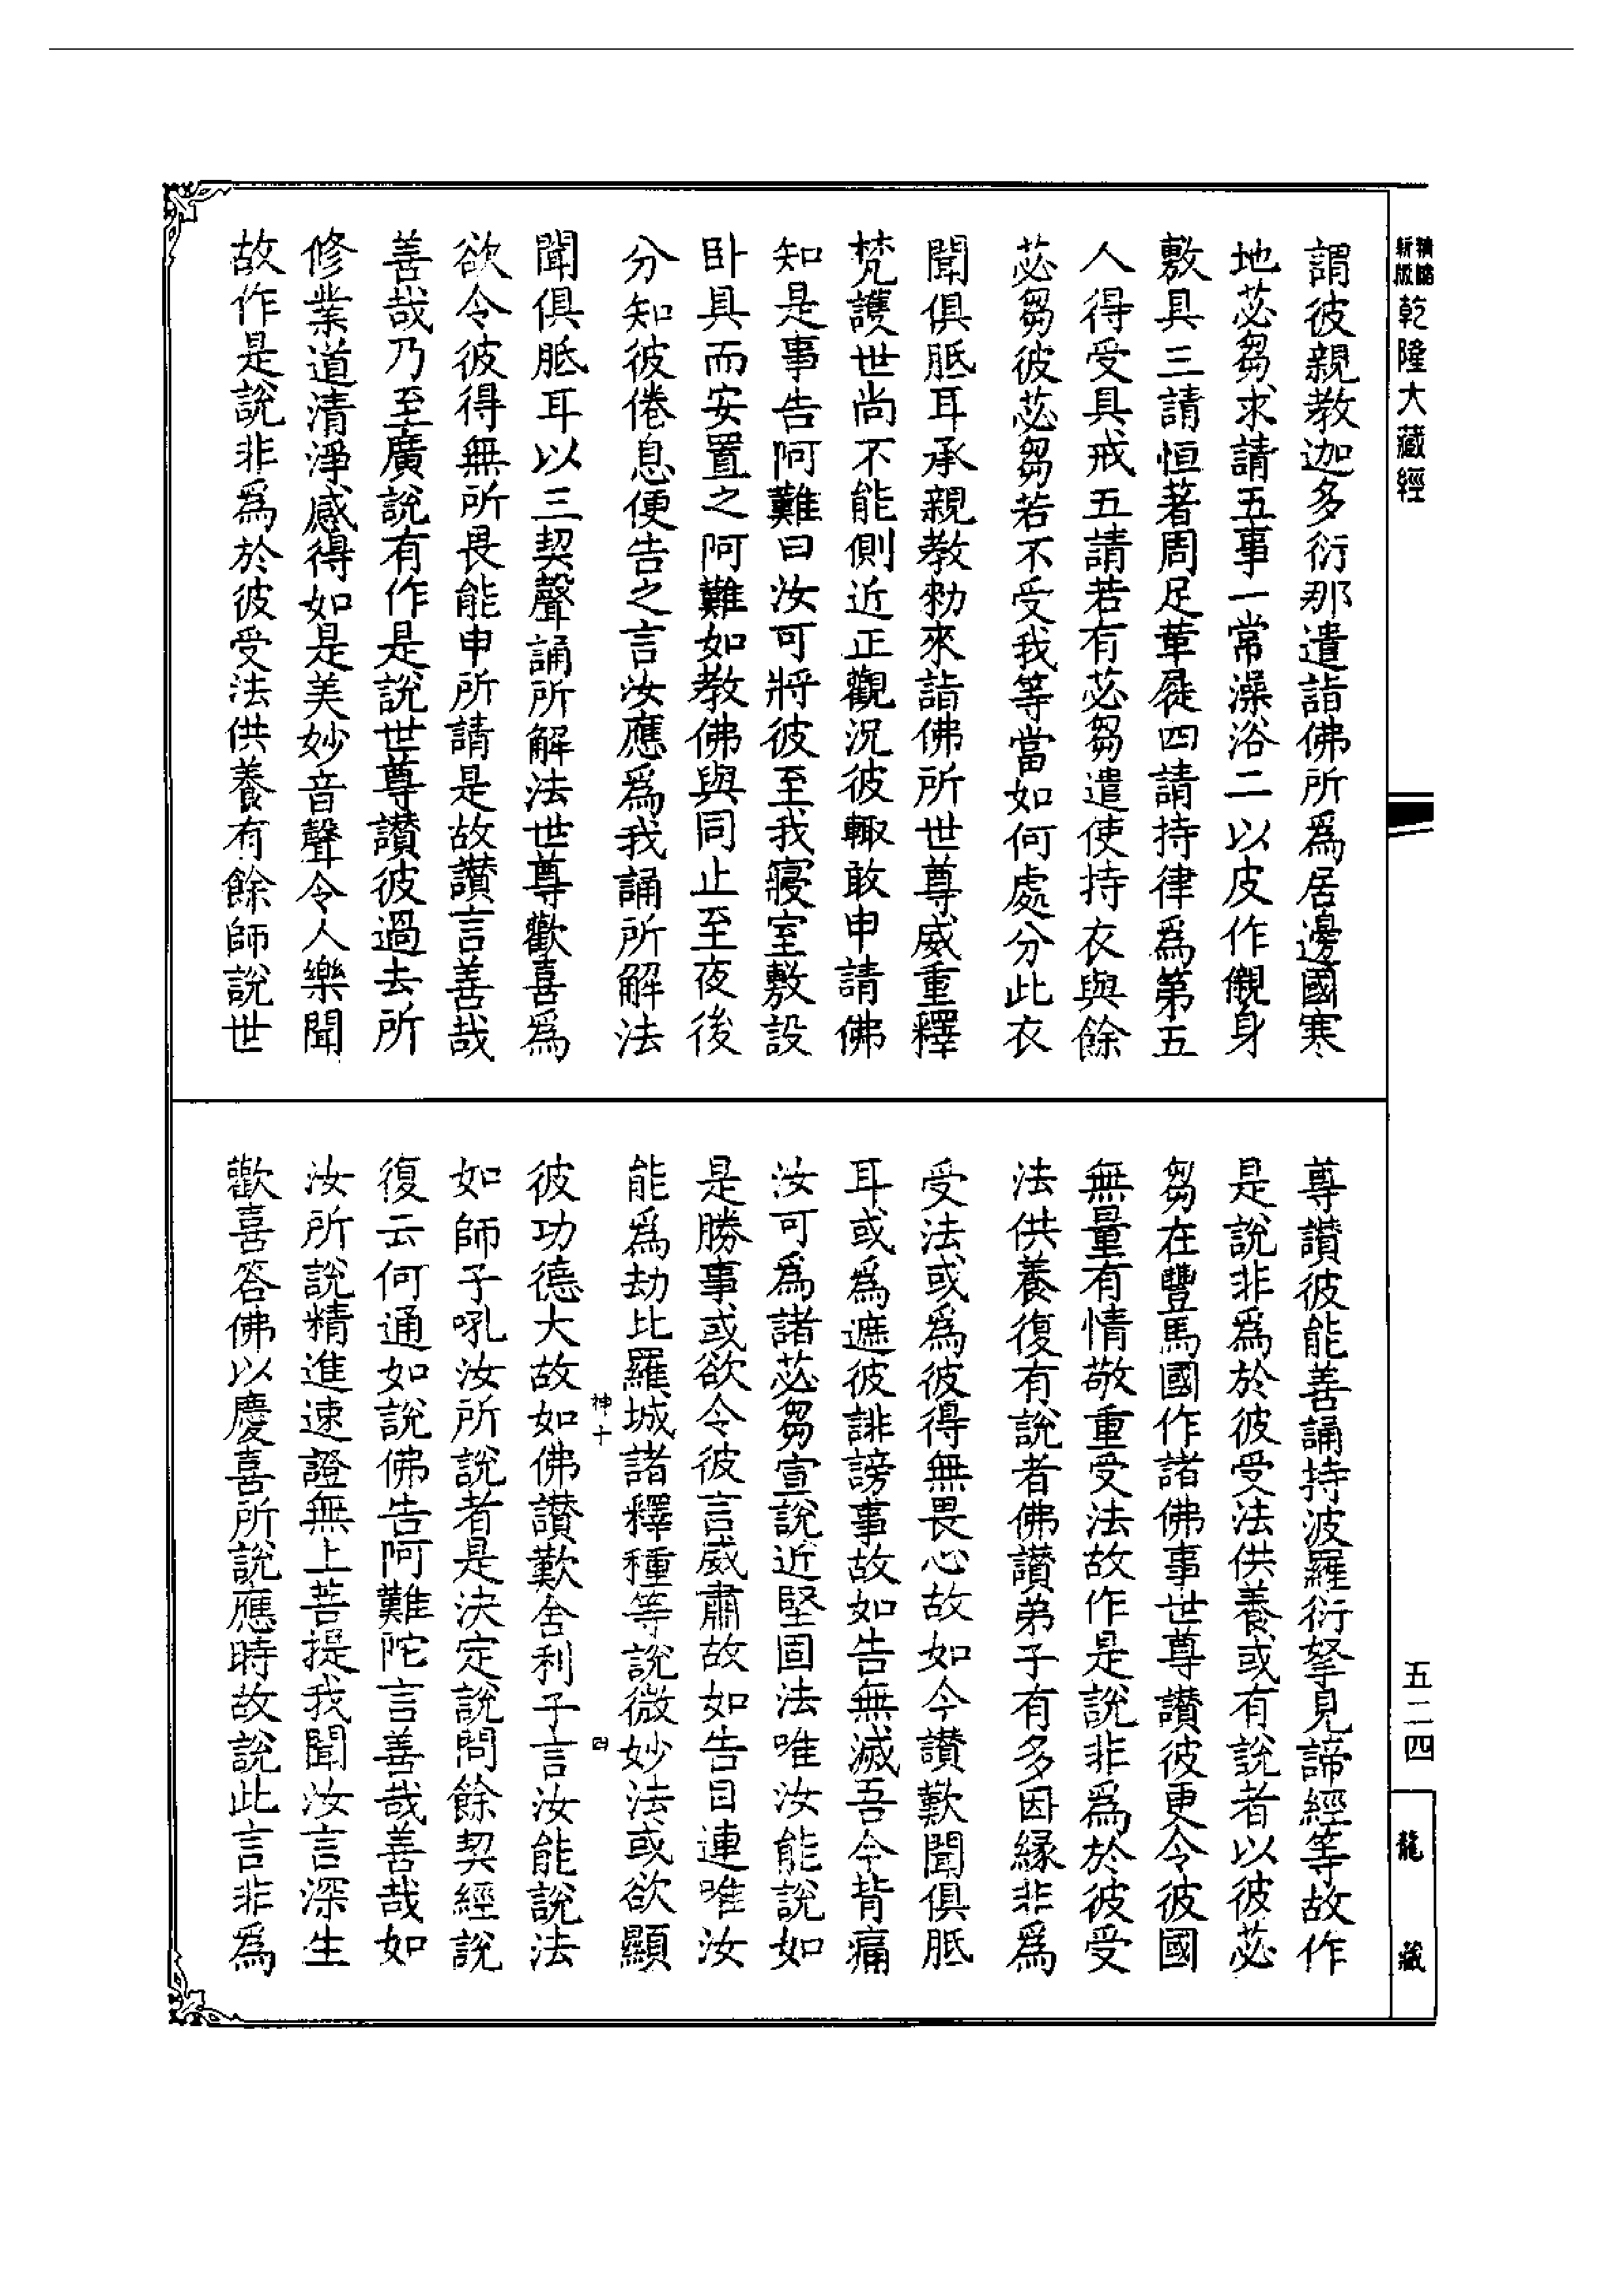 新版
精縮
乾隆大藏經
謂彼親教迦多衍那遣詣佛所爲居邊國寒
地苾芻求請五事一常澡浴二以皮作儭身
敷具三請恒著周足革屣四請持律爲第五
人得受具戒五請若有苾芻遣使持衣與餘
苾芻彼苾芻若不受我等當如何處分此衣
聞俱胝耳承親教勑來詣佛所世尊威重釋
梵護世尚不能側近正觀況彼輙敢申請佛
知是事告阿難曰汝可將彼至我寢室敷設
卧具而安置之阿難如教佛與同止至夜後
分知彼倦息便告之言汝應爲我誦所解法
聞俱胝耳以三契聲誦所解法世尊歡喜爲
欲令彼得無所畏能申所請是故讚言善哉
善哉乃至廣說有作是說世尊讚彼過去所
修業道清淨感得如是美妙音聲令人樂聞
故作是說非爲於彼受法供養有餘師說世
尊讚彼能善誦持波羅衍拏見諦經等故作
是說非爲於彼受法供養或有說者以彼苾
芻在豐馬國作諸佛事世尊讚彼更令彼國
無量有情敬重受法故作是說非爲於彼受
法供養復有說者佛讚弟子有多因緣非爲
受法或爲彼得無畏心故如今讚歎聞俱胝
耳或爲遮彼誹謗事故如告無滅吾今背痛
汝可爲諸苾芻宣說近堅固法唯汝能說如
是勝事或欲令彼言威肅故如告目連唯汝
能爲劫比羅城諸釋種等說微妙法或欲顯
神十
四
彼功德大故如佛讚歎舍利子言汝能說法
如師子吼汝所說者是決定說問餘契經說
復云何通如說佛告阿難陀言善哉善哉如
汝所說精進速證無上菩提我聞汝言深生
歡喜答佛以慶喜所說應時故說此言非爲
五二四
龍
藏